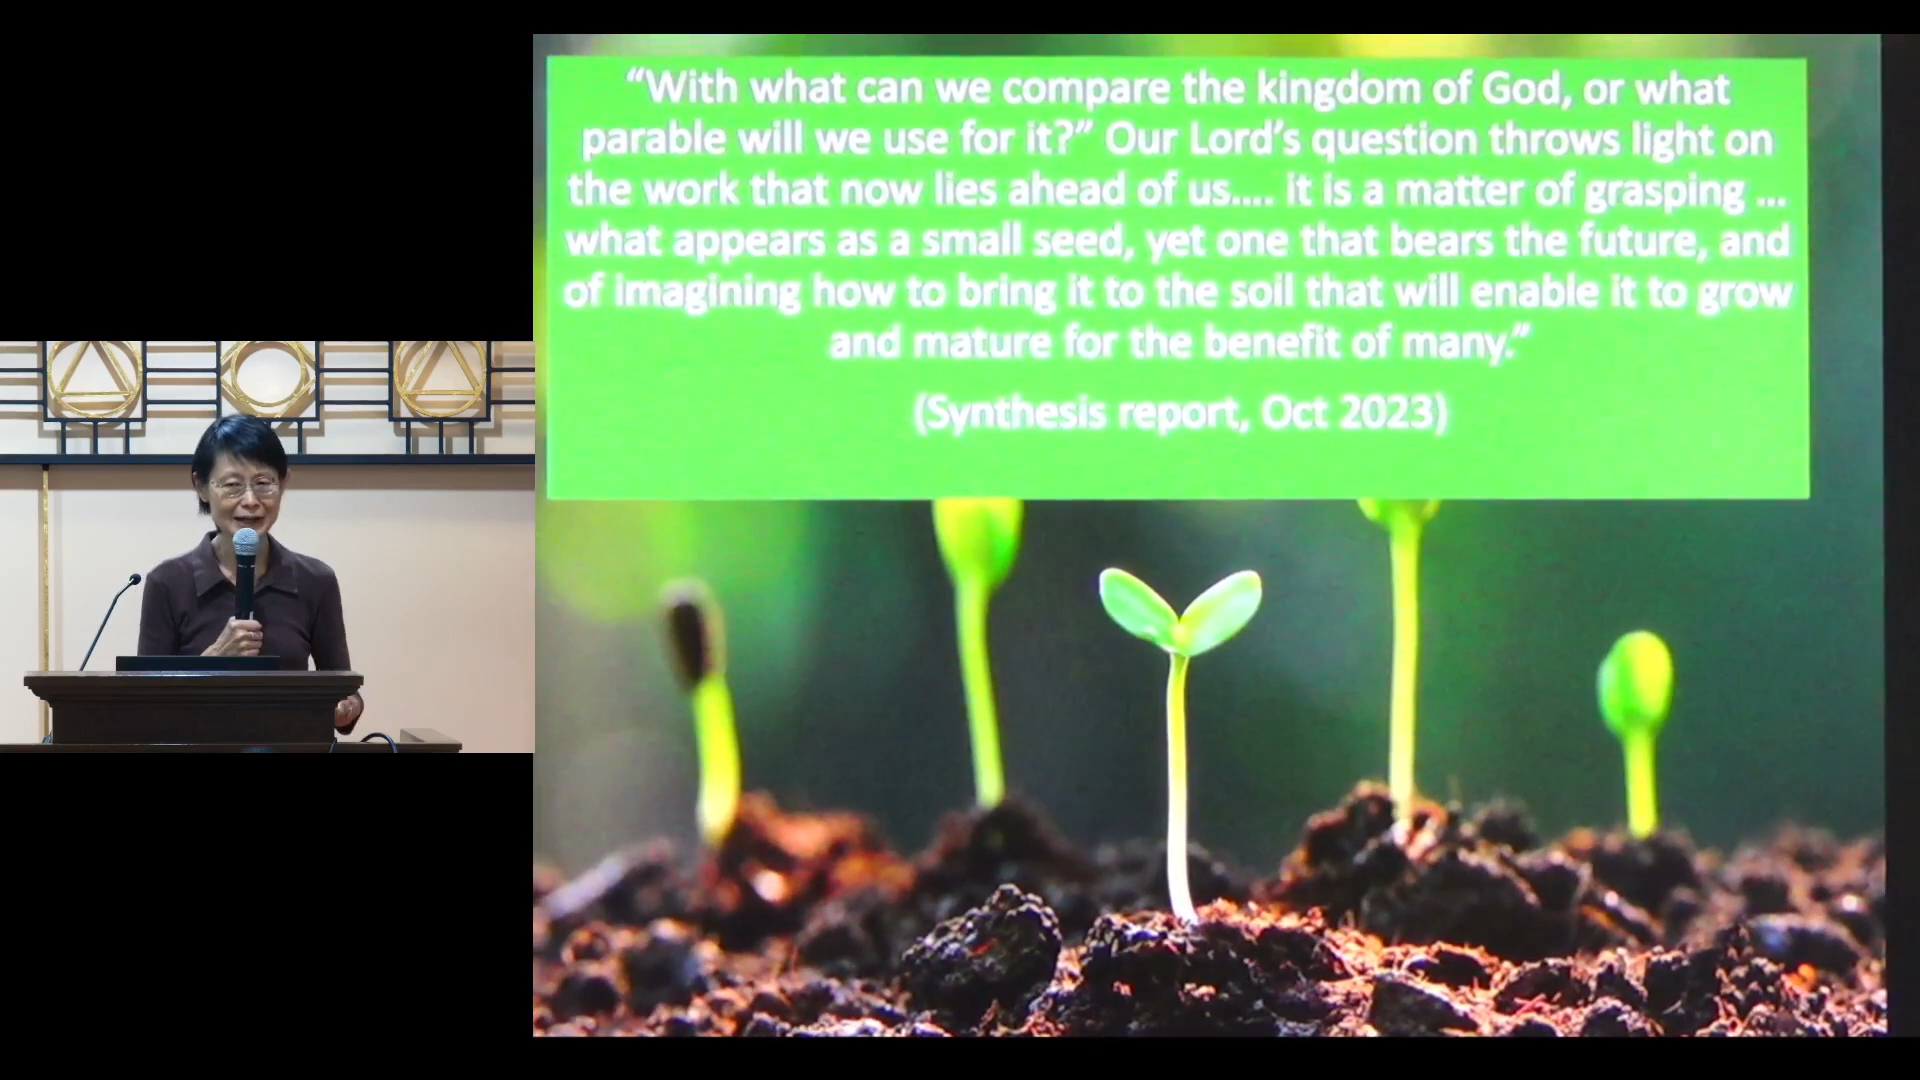 “With what can we compare the kingdom of God, or what
parable will we use for it?” Our Lord’s question throws light on
the work that now lies ahead of us.... it is a matter of grasping ...
what appears as a small seed, yet one that bears the future, and
of imagining how to bring it to the soil that will enable it to grow
and mature for the benefit of many.”
(Synthesis report, Oct 2023)